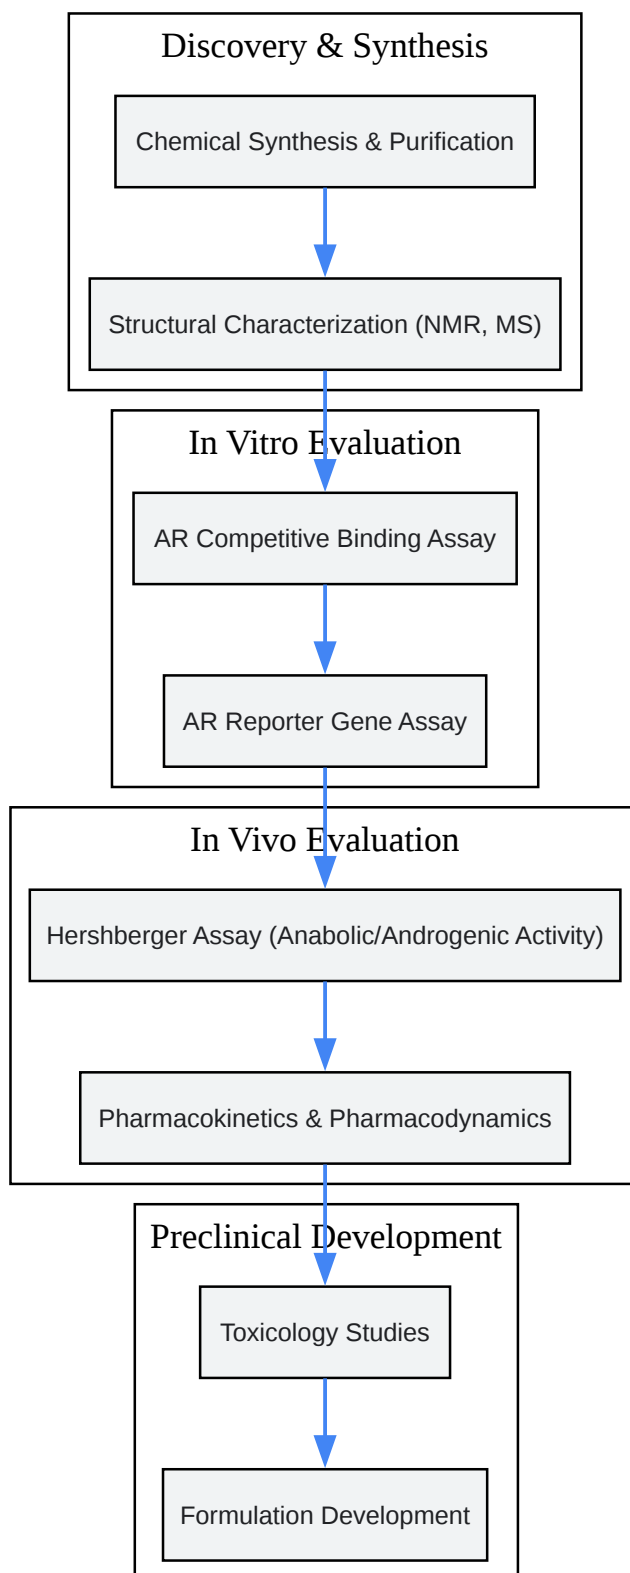 Discovery & Synthesis
Chemical Synthesis & Purification
Structural Characterization (NMR, MS)
In Vitro Evaluation
AR Competitive Binding Assay
AR Reporter Gene Assay
In Vivo Evaluation
Hershberger Assay (Anabolic/Androgenic Activity)
Pharmacokinetics & Pharmacodynamics
Preclinical Development
Toxicology Studies
Formulation Development